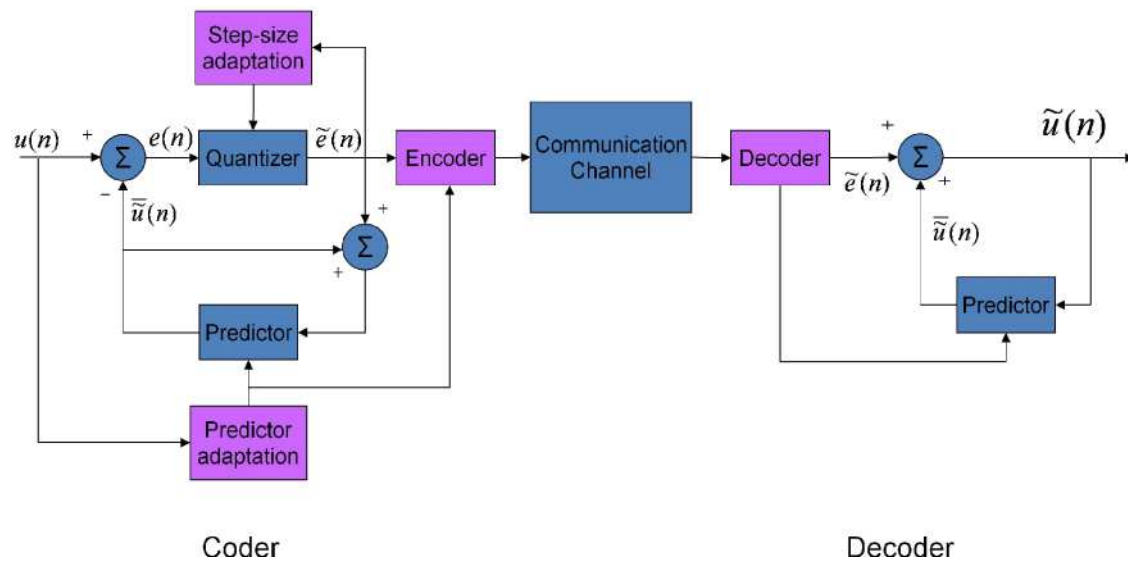 Step-size
adaptation
u(n)
+
Σ
e(n)
Quantizer
ẽ(n)
Encoder
Communication
Channel
Decoder
ẽ(n)
+
Σ
+
ũ(n)
−
ũ̅(n)
+
Σ
+
ũ̅(n)
Predictor
Predictor
Predictor
adaptation
Coder
Decoder